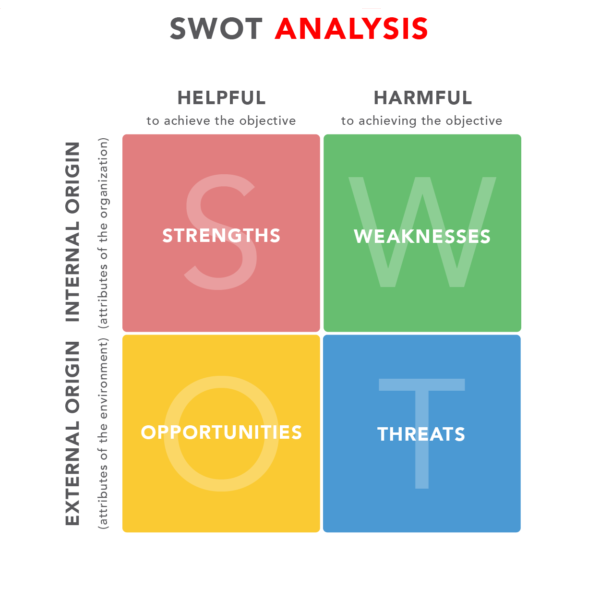 SWOT ANALYSIS
HELPFUL
to achieve the objective
HARMFUL
to achieving the objective
INTERNAL ORIGIN
(attributes of the organization)
S
STRENGTHS
W
WEAKNESSES
EXTERNAL ORIGIN
(attributes of the environment)
O
OPPORTUNITIES
T
THREATS